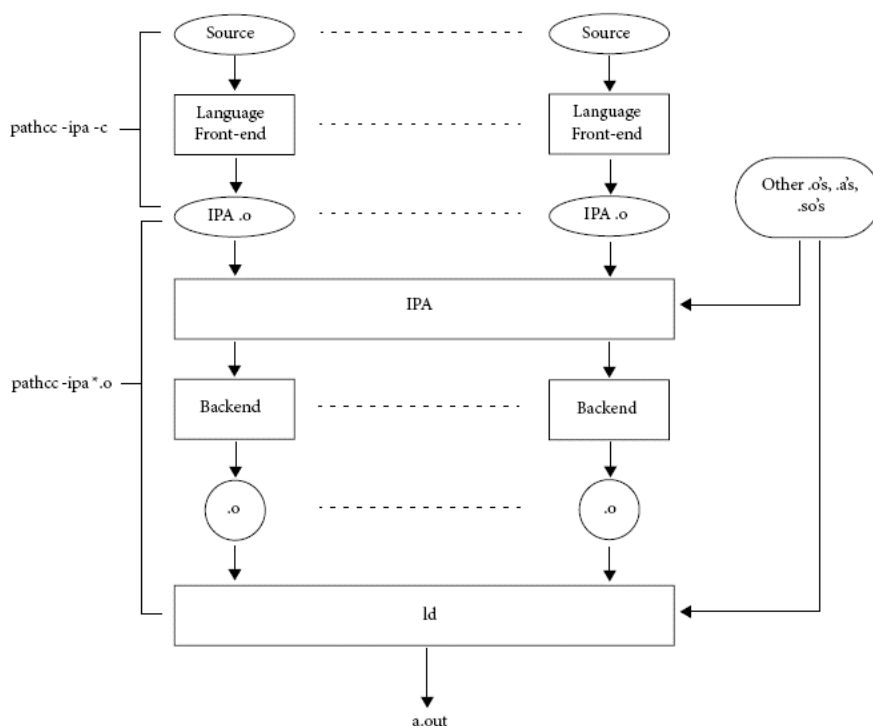 Source
Source
pathcc -ipa -c
Language
Front-end
Language
Front-end
IPA .o
IPA .o
Other .o's, .a's,
.so's
IPA
pathcc -ipa *.o
Backend
Backend
.o
.o
ld
a.out